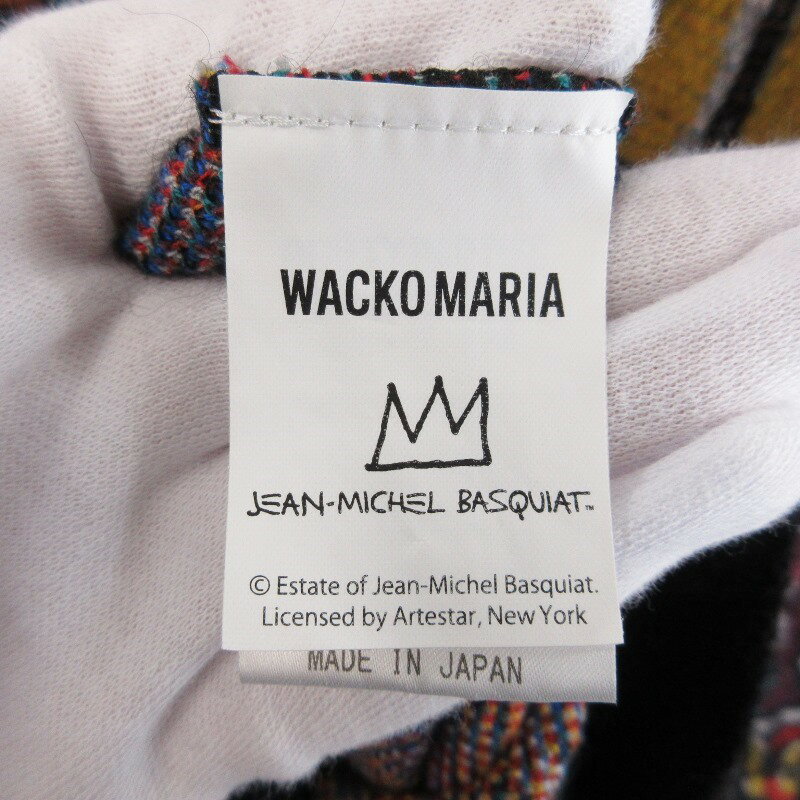 WACKO MARIA
JEAN-MICHEL BASQUIAT™
© Estate of Jean-Michel Basquiat.
Licensed by Artestar, New York
MADE IN JAPAN